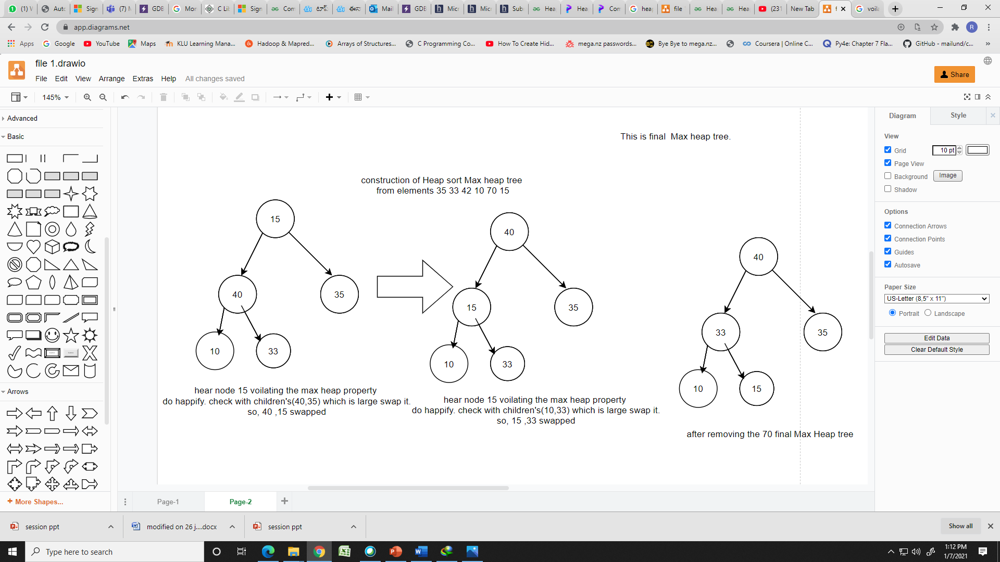 (1) W
Auto
Sign
(7) M
GDB
Mor
C Lib
Sign
Com
Mail
GDB
Micr
Micr
Sub
Hea
Hea
Con
heap
file
Hea
Hea
(231
New Tab
f
voila
app.diagrams.net
R
Apps
Google
YouTube
Maps
KLU Learning Mana...
Hadoop & Mapred...
Arrays of Structures...
C Programming Co...
How To Create Hid...
mega.nz passwords...
Bye Bye to mega.nz...
Coursera | Online C...
Py4e: Chapter 7 Fla...
GitHub - mailund/c...
»
file 1.drawio
File Edit View Arrange Extras Help All changes saved
Share
145%
Advanced
Basic
Arrows
+ More Shapes...
This is final  Max heap tree.
construction of Heap sort Max heap tree
from elements 35 33 42 10 70 15
15
40
35
10
33
hear node 15 voilating the max heap property
do happify. check with children's(40,35) which is large swap it.
so, 40 ,15 swapped
40
15
35
10
33
hear node 15 voilating the max heap property
do happify. check with children's(10,33) which is large swap it.
so, 15 ,33 swapped
40
33
35
10
15
after removing the 70 final Max Heap tree
Page-1
Page-2
Diagram
Style
View
Grid
10 pt
Page View
Background
Image
Shadow
Options
Connection Arrows
Connection Points
Guides
Autosave
Paper Size
US-Letter (8,5" x 11")
Portrait
Landscape
Edit Data
Clear Default Style
session ppt
modified on 26 j....docx
session ppt
Show all
Type here to search
1:12 PM
1/7/2021